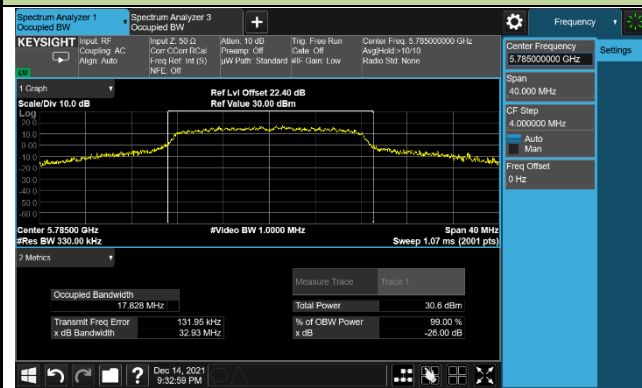 Spectrum Analyzer 1
Occupied BW
Spectrum Analyzer 3
Occupied BW
+
Frequency
KEYSIGHT
Input: RF
Coupling: AC
Align: Auto
Input Z: 50 Ω
Corr CCorr RCal
Freq Ref: Int (S)
NFE: Off
Atten: 10 dB
Preamp: Off
µW Path: Standard
Trig: Free Run
Gate: Off
#IF Gain: Low
Center Freq: 5.785000000 GHz
Avg|Hold:>10/10
Radio Std: None
Center Frequency
5.785000000 GHz
Settings
Span
40.000 MHz
CF Step
4.000000 MHz
Auto
Man
Freq Offset
0 Hz
1 Graph
Scale/Div 10.0 dB
Ref Lvl Offset 22.40 dB
Ref Value 30.00 dBm
Log
20.0
10.0
0.00
-10.0
-20.0
-30.0
-40.0
-50.0
-60.0
Center 5.78500 GHz
#Res BW 330.00 kHz
#Video BW 1.0000 MHz
Span 40 MHz
Sweep 1.07 ms (2001 pts)
2 Metrics
Measure Trace
Trace 1
Occupied Bandwidth
17.828 MHz
Total Power
30.6 dBm
Transmit Freq Error
131.95 kHz
% of OBW Power
99.00 %
x dB Bandwidth
32.93 MHz
x dB
-26.00 dB
?
Dec 14, 2021
9:32:59 PM